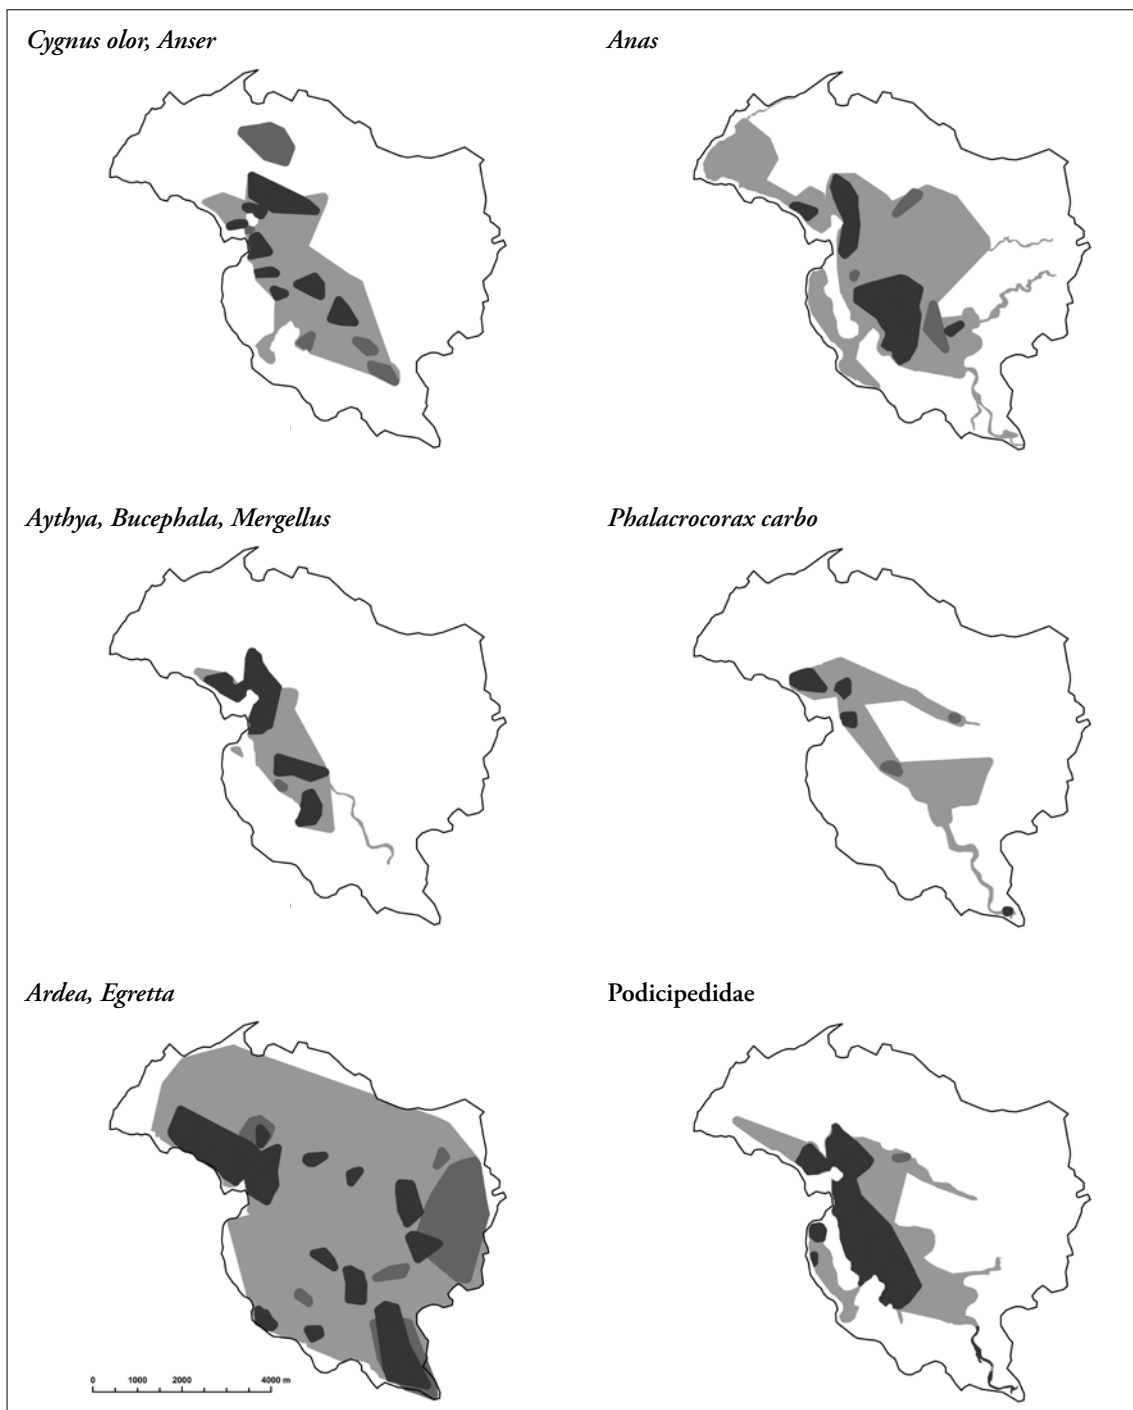 Cygnus olor, Anser
Anas
Aythya, Bucephala, Mergellus
Phalacrocorax carbo
Ardea, Egretta
Podicipedidae
0 1000 2000 4000 m